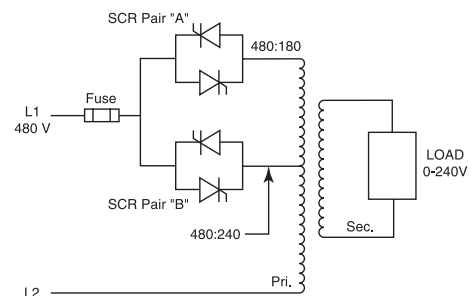 SCR Pair "A"
480:180
Fuse
L1
480 V
LOAD
0-240V
SCR Pair "B"
480:240
Sec.
Pri.
L2